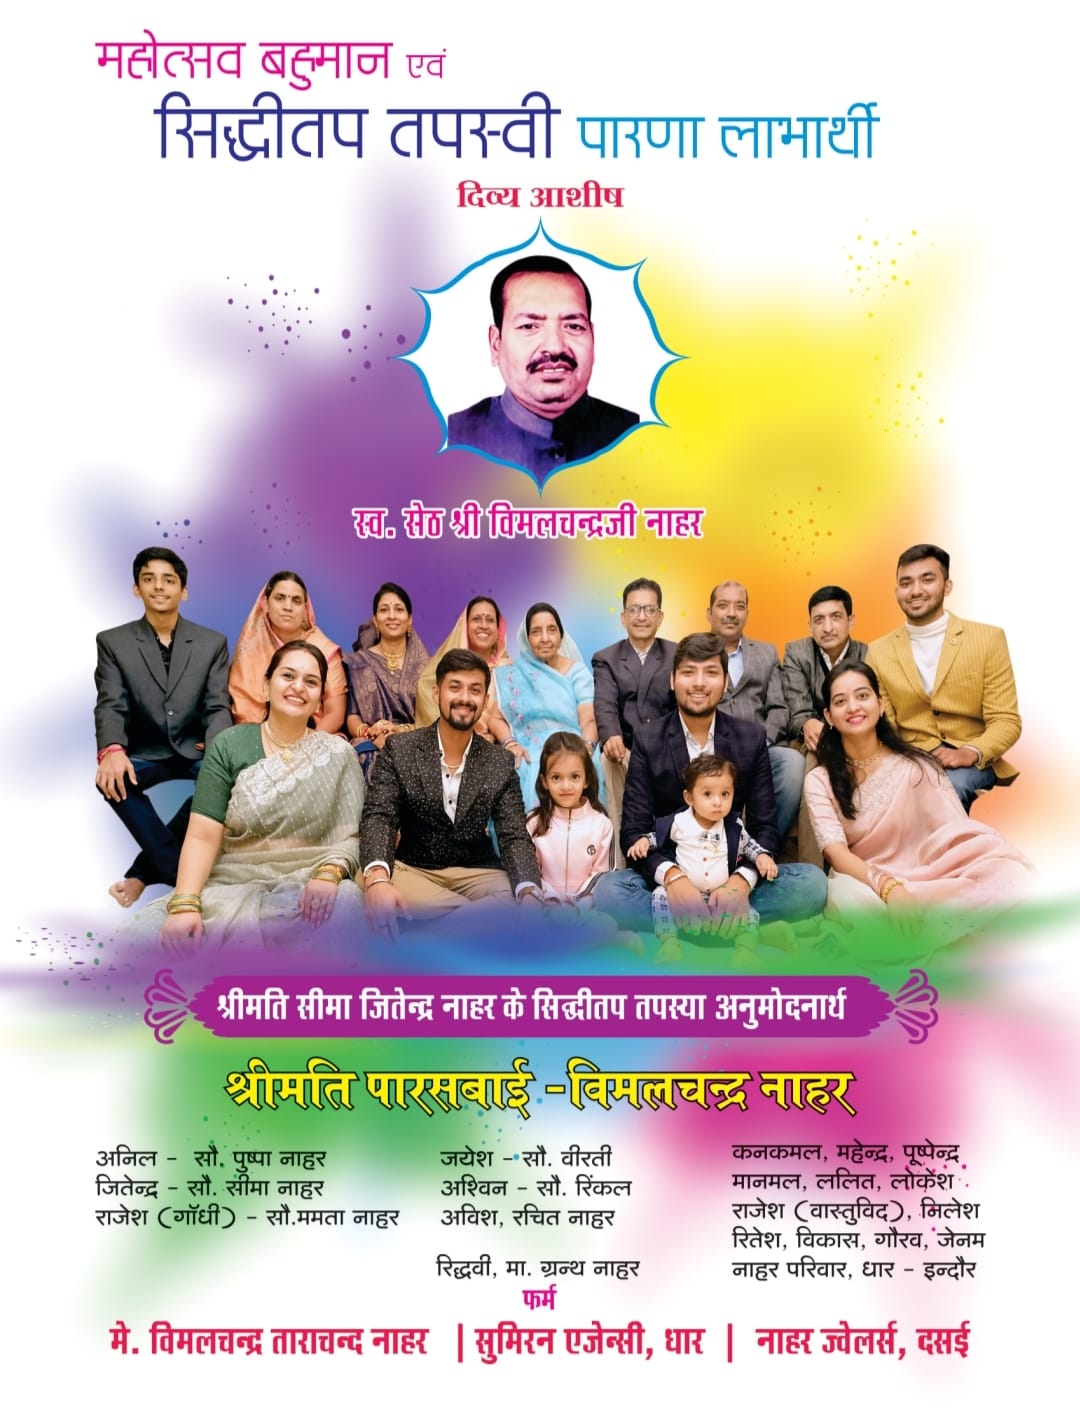 महोत्सव बहुमान एवं
सिद्धीतप तपस्वी पारणा लाभार्थी
दिव्य आशीष
स्व. सेठ श्री विमलचन्द्रजी नाहर
श्रीमति सीमा जितेन्द्र नाहर के सिद्धीतप तपस्या अनुमोदनार्थ
श्रीमति पारसबाई -विमलचन्द्र नाहर
अनिल - सौ. पुष्पा नाहर
जितेन्द्र - सौ. सीमा नाहर
राजेश (गॉधी) - सौ.ममता नाहर
जयेश - सौ. वीरती
अश्विन - सौ. रिंकल
अविश, रचित नाहर
रिद्धवी, मा. ग्रन्थ नाहर
कनकमल, महेन्द्र, पूष्पेन्द्र
मानमल, ललित, लोकेश
राजेश (वास्तुविद), मिलेश
रितेश, विकास, गौरव, जेनम
नाहर परिवार, धार - इन्दौर
फर्म
मे. विमलचन्द्र ताराचन्द नाहर | सुमिरन एजेन्सी, धार | नाहर ज्वेलर्स, दसई